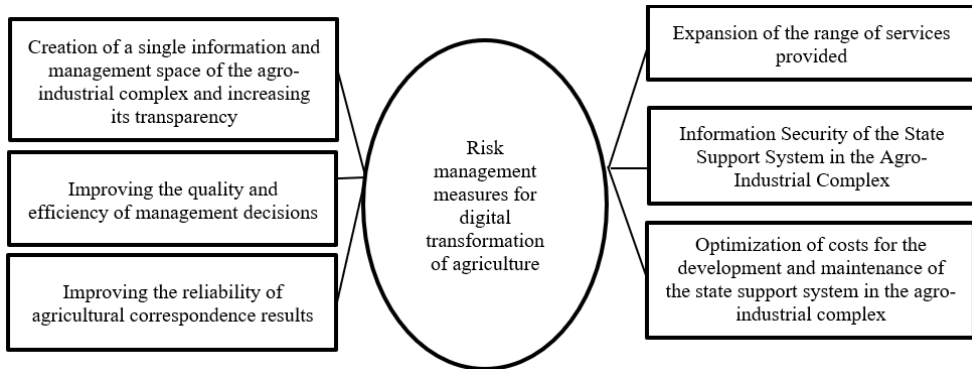 Creation of a single information and
management space of the agro-
industrial complex and increasing
its transparency
Improving the quality and
efficiency of management decisions
Improving the reliability of
agricultural correspondence results
Risk
management
measures for
digital
transformation
of agriculture
Expansion of the range of services
provided
Information Security of the State
Support System in the Agro-
Industrial Complex
Optimization of costs for the
development and maintenance of
the state support system in the agro-
industrial complex